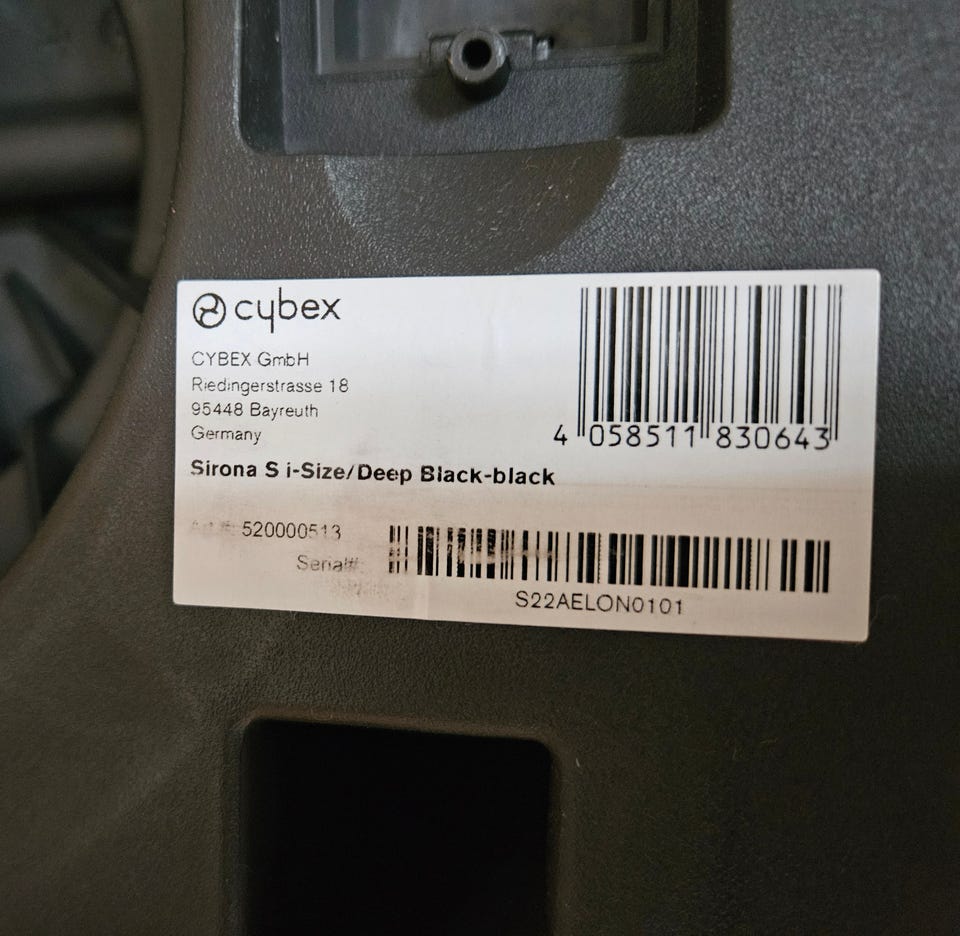 cybex
CYBEX GmbH
Riedingerstrasse 18
95448 Bayreuth
Germany
4 058511 830643
Sirona S i-Size/Deep Black-black
520000513
Serial#:
S22AELON0101